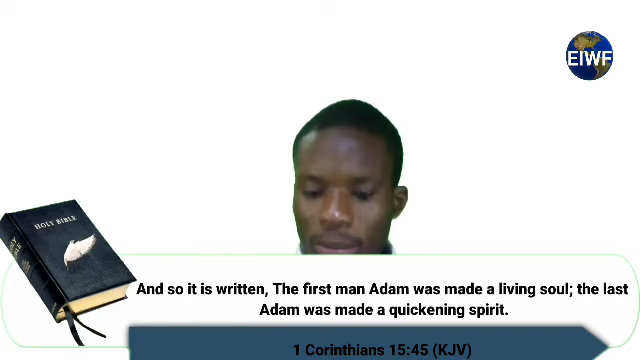 EIWF
HOLY BIBLE
And so it is written, The first man Adam was made a living soul; the last
Adam was made a quickening spirit.
1 Corinthians 15:45 (KJV)